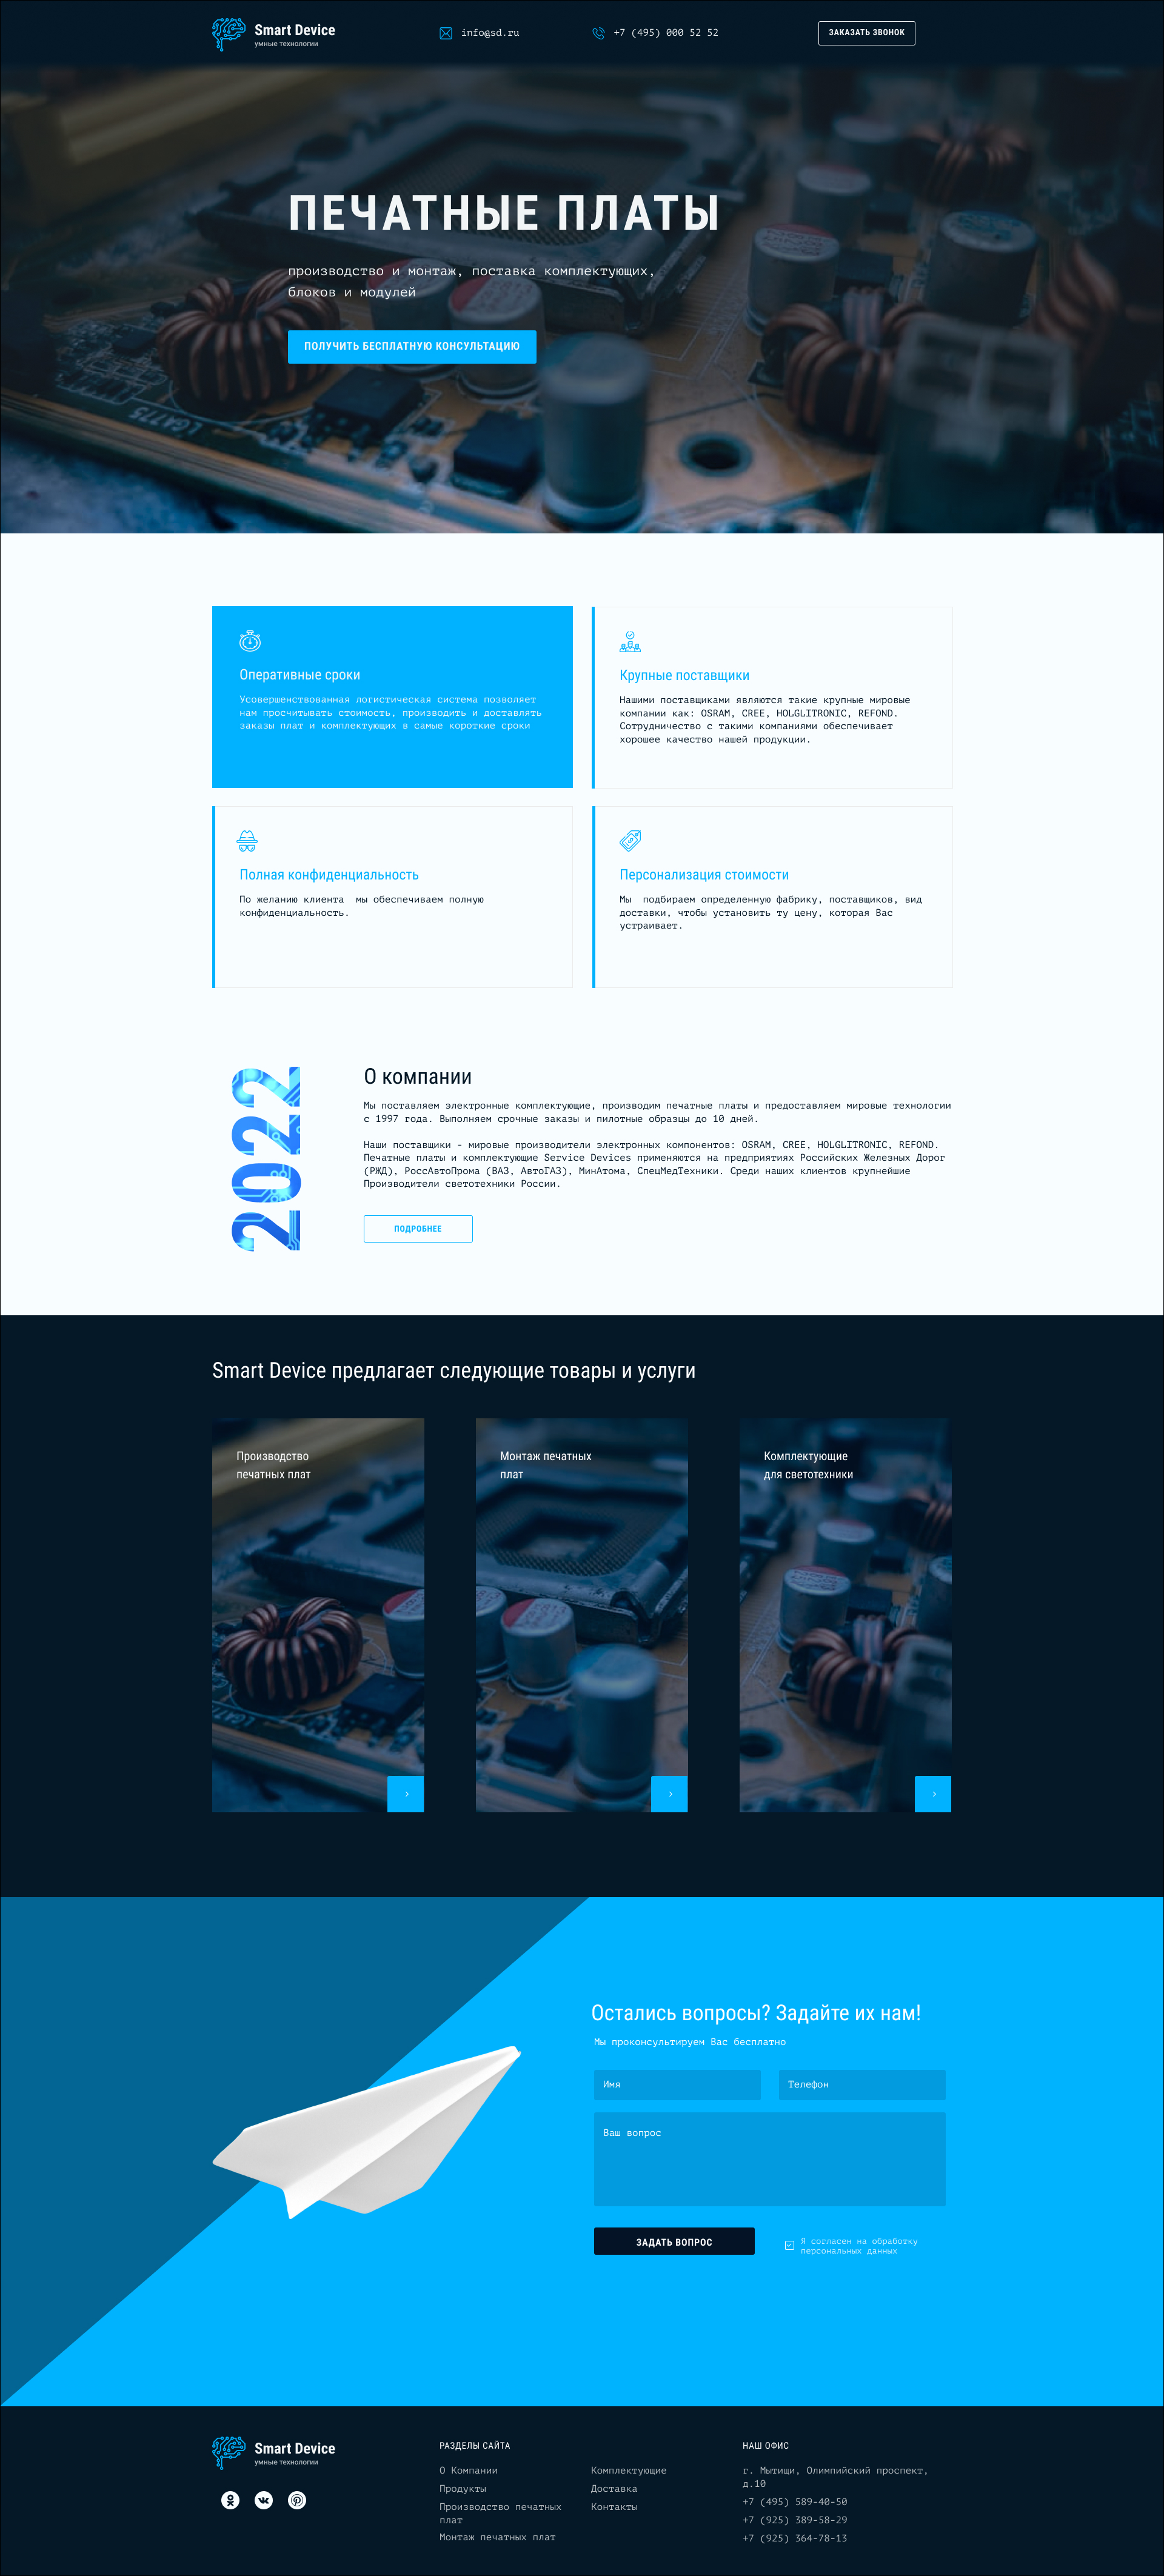 Smart Device
умные технологии
info@sd.ru
+7 (495) 000 52 52
ЗАКАЗАТЬ ЗВОНОК
ПЕЧАТНЫЕ ПЛАТЫ
производство и монтаж, поставка комплектующих,
блоков и модулей
ПОЛУЧИТЬ БЕСПЛАТНУЮ КОНСУЛЬТАЦИЮ
LGA775
Оперативные сроки
Усовершенствованная логистическая система позволяет
нам просчитывать стоимость, производить и доставлять
заказы плат и комплектующих в самые короткие сроки
Крупные поставщики
Нашими поставщиками являются такие крупные мировые
компании как: OSRAM, CREE, HOLGLITRONIC, REFOND.
Сотрудничество с такими компаниями обеспечивает
хорошее качество нашей продукции.
Полная конфиденциальность
По желанию клиента  мы обеспечиваем полную
конфиденциальность.
Персонализация стоимости
Мы  подбираем определенную фабрику, поставщиков, вид
доставки, чтобы установить ту цену, которая Вас
устраивает.
2022
О компании
Мы поставляем электронные комплектующие, производим печатные платы и предоставляем мировые технологии
с 1997 года. Выполняем срочные заказы и пилотные образцы до 10 дней.
Наши поставщики - мировые производители электронных компонентов: OSRAM, CREE, HOLGLITRONIC, REFOND.
Печатные платы и комплектующие Service Devices применяются на предприятиях Российских Железных Дорог
(РЖД), РоссАвтоПрома (ВАЗ, АвтоГАЗ), МинАтома, СпецМедТехники. Среди наших клиентов крупнейшие
Производители светотехники России.
ПОДРОБНЕЕ
Smart Device предлагает следующие товары и услуги
Производство
печатных плат
Монтаж печатных
плат
Комплектующие
для светотехники
Остались вопросы? Задайте их нам!
Мы проконсультируем Вас бесплатно
Имя
Телефон
Ваш вопрос
ЗАДАТЬ ВОПРОС
Я согласен на обработку
персональных данных
Smart Device
умные технологии
РАЗДЕЛЫ САЙТА
О Компании
Продукты
Производство печатных
плат
Монтаж печатных плат
Комплектующие
Доставка
Контакты
НАШ ОФИС
г. Мытищи, Олимпийский проспект,
д.10
+7 (495) 589-40-50
+7 (925) 389-58-29
+7 (925) 364-78-13